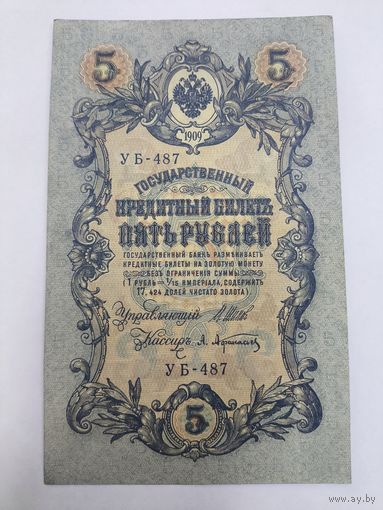 5 5
1909
УБ-487
ГОСУДАРСТВЕННЫЙ
КРЕДИТНЫЙ БИЛЕТЪ
ПЯТЬ РУБЛЕЙ
ГОСУДАРСТВЕННЫЙ БАНКЪ РАЗМѢНИВАЕТЪ
КРЕДИТНЫЕ БИЛЕТЫ НА ЗОЛОТУЮ МОНЕТУ
БЕЗЪ ОГРАНИЧЕНІЯ СУММЫ
(1 РУБЛЬ = 1/15 ИМПЕРІАЛА, СОДЕРЖИТЪ
17,424 ДОЛЕЙ ЧИСТАГО ЗОЛОТА).
Управляющій
Кассиръ
УБ-487
5
www.ay.by